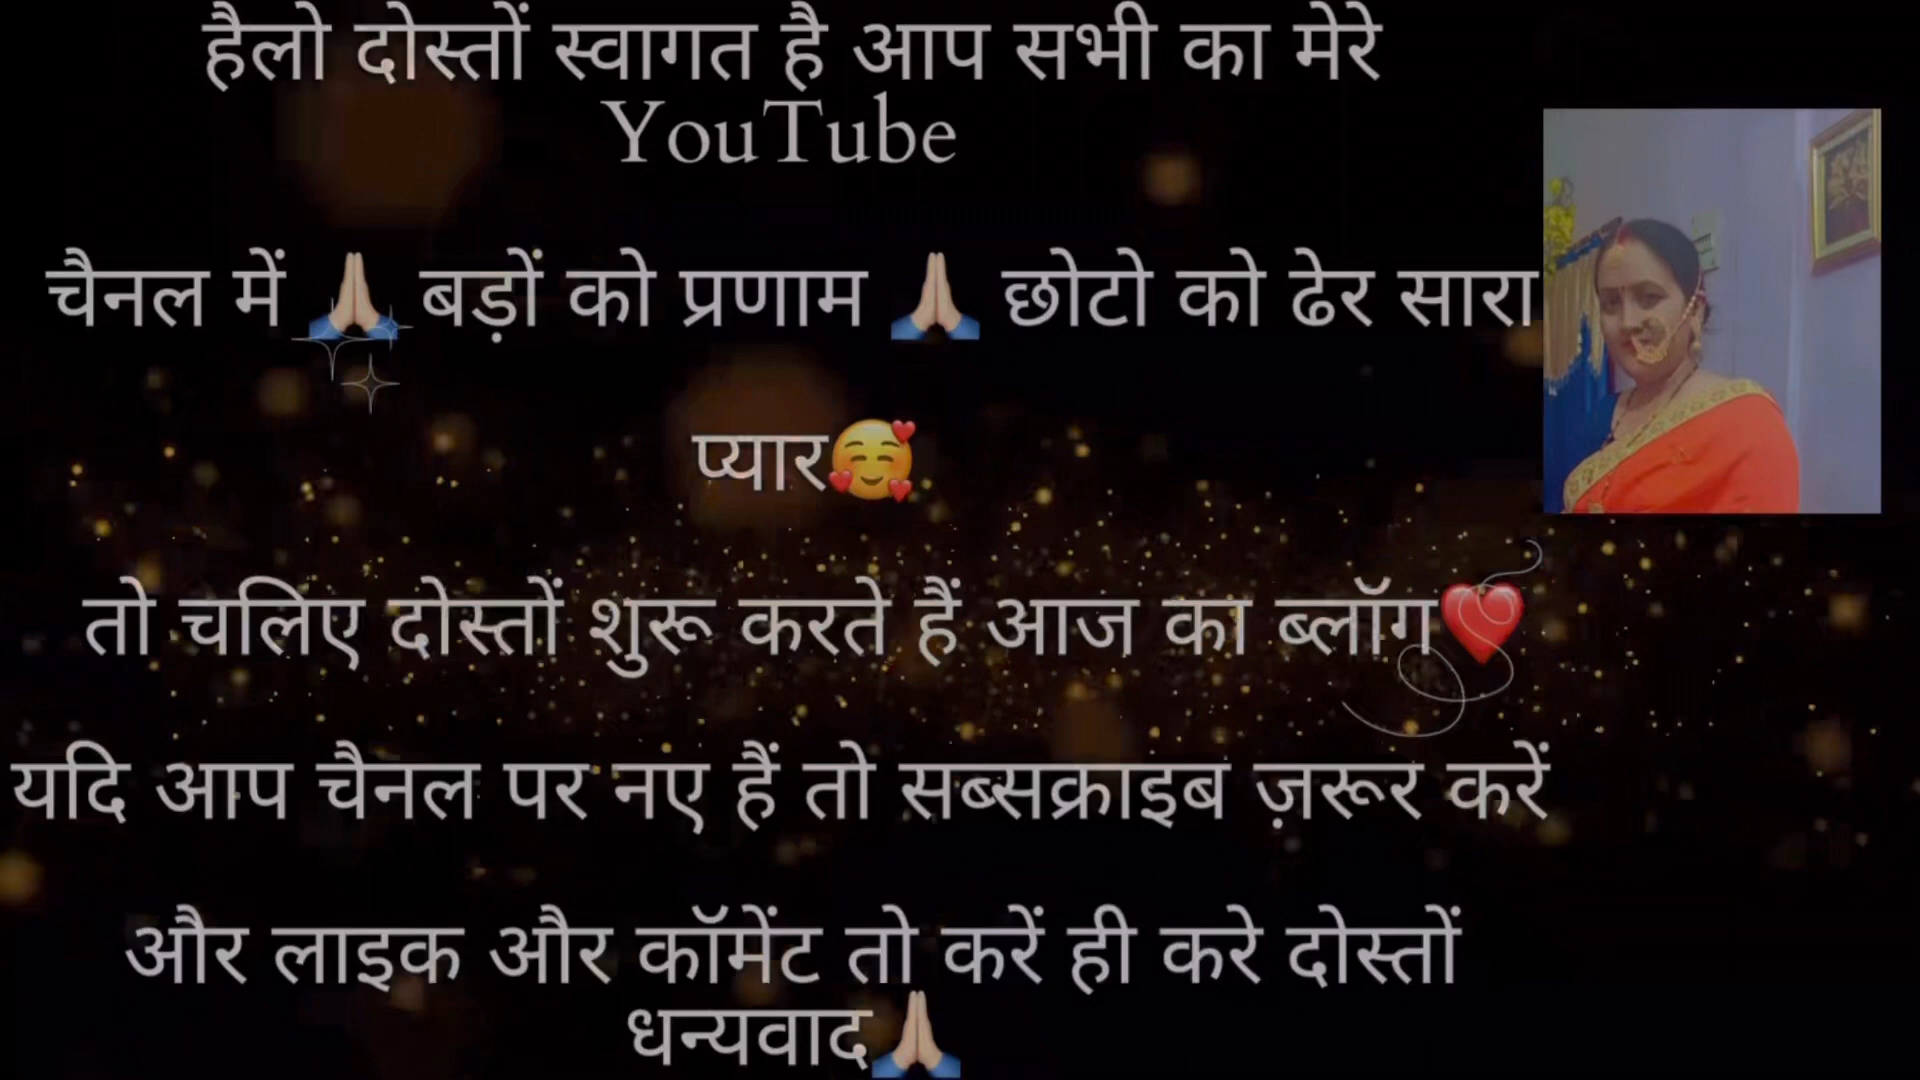 हैलो दोस्तों स्वागत है आप सभी का मेरे
YouTube
चैनल में 🙏🏻 बड़ों को प्रणाम 🙏🏻 छोटो को ढेर सारा
प्यार🥰
तो चलिए दोस्तों शुरू करते हैं आज का ब्लॉग❤️
यदि आप चैनल पर नए हैं तो सब्सक्राइब ज़रूर करें
और लाइक और कॉमेंट तो करें ही करे दोस्तों
धन्यवाद🙏🏻